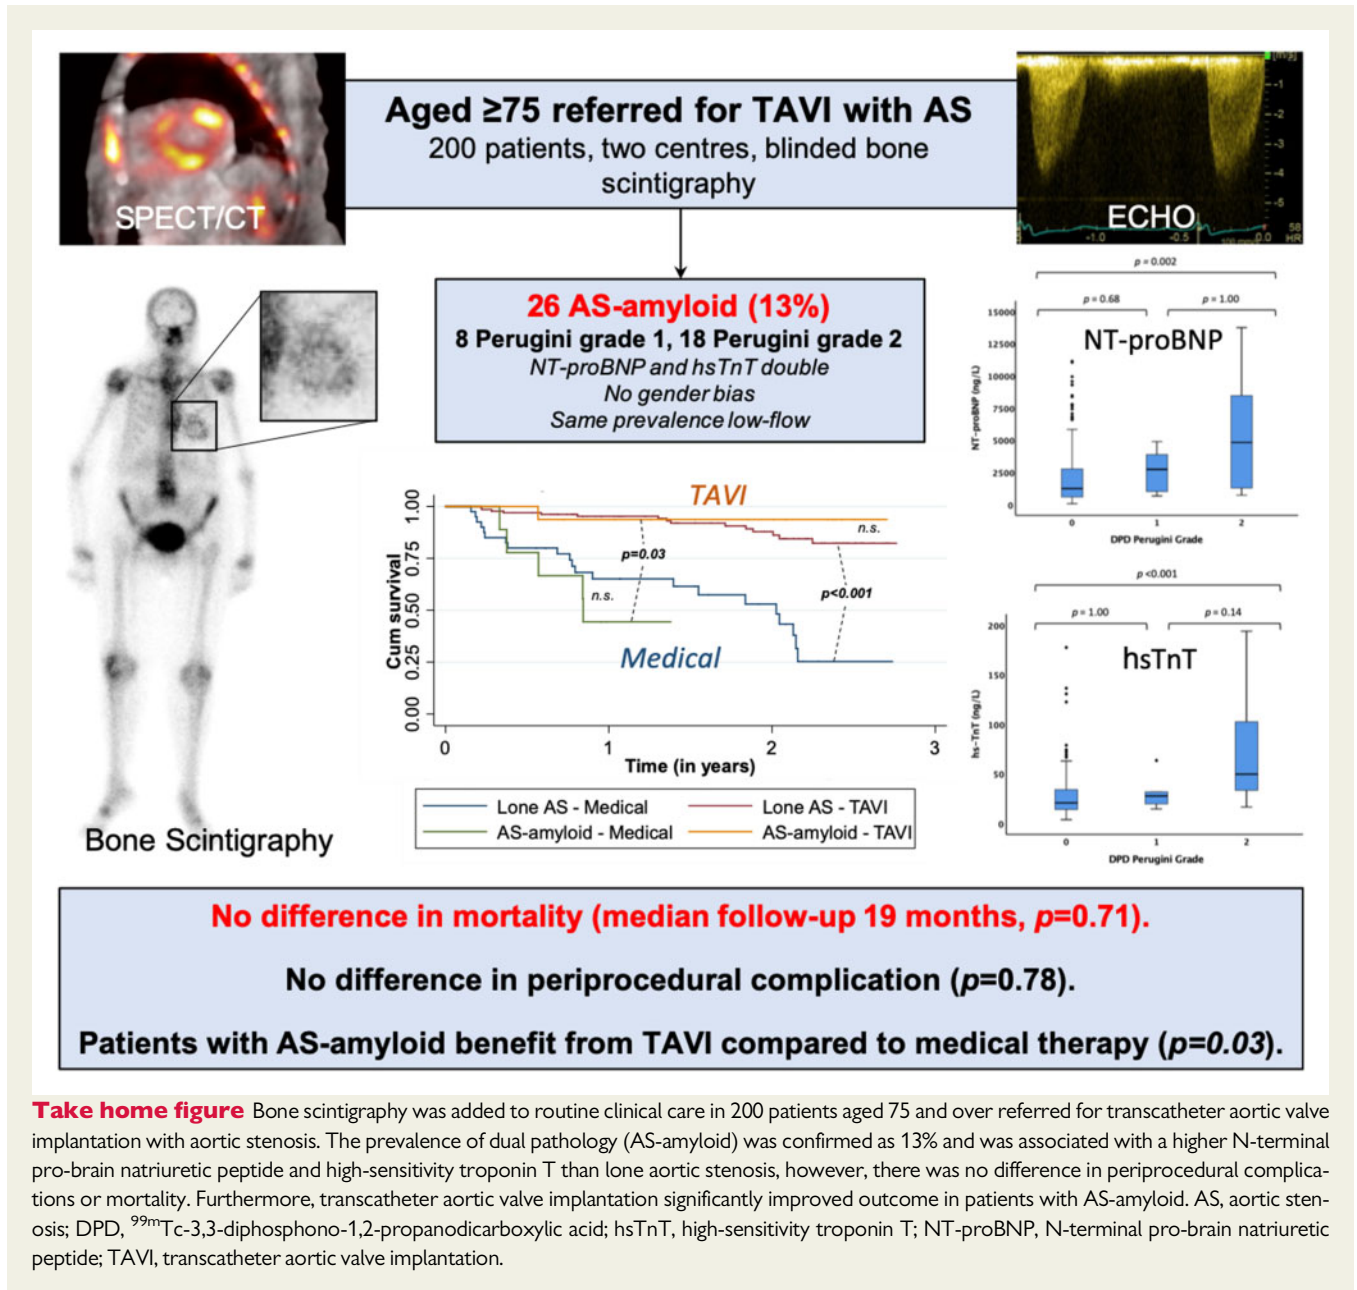 Aged ≥75 referred for TAVI with AS
200 patients, two centres, blinded bone
scintigraphy
SPECT/CT
ECHO
[m/s]
-1
-2
-3
-4
-5
-1.0
-0.5
0.0
58
HR
26 AS-amyloid (13%)
8 Perugini grade 1, 18 Perugini grade 2
NT-proBNP and hsTnT double
No gender bias
Same prevalence low-flow
Bone Scintigraphy
TAVI
n.s.
p=0.03
p<0.001
n.s.
Medical
Cum survival
1.00
0.75
0.50
0.25
0.00
0
1
2
3
Time (in years)
Lone AS - Medical
Lone AS - TAVI
AS-amyloid - Medical
AS-amyloid - TAVI
p = 0.002
p = 0.68
p = 1.00
NT-proBNP
NT-proBNP (ng/L)
15000
12500
10000
7500
5000
2500
0
0
1
2
DPD Perugini Grade
p <0.001
p = 1.00
p = 0.14
hsTnT
hs-TnT (ng/L)
200
150
100
50
0
0
1
2
DPD Perugini Grade
No difference in mortality (median follow-up 19 months, p=0.71).
No difference in periprocedural complication (p=0.78).
Patients with AS-amyloid benefit from TAVI compared to medical therapy (p=0.03).
Take home figure Bone scintigraphy was added to routine clinical care in 200 patients aged 75 and over referred for transcatheter aortic valve
implantation with aortic stenosis. The prevalence of dual pathology (AS-amyloid) was confirmed as 13% and was associated with a higher N-terminal
pro-brain natriuretic peptide and high-sensitivity troponin T than lone aortic stenosis, however, there was no difference in periprocedural complica-
tions or mortality. Furthermore, transcatheter aortic valve implantation significantly improved outcome in patients with AS-amyloid. AS, aortic sten-
osis; DPD, ⁹⁹ᵐTc-3,3-diphosphono-1,2-propanodicarboxylic acid; hsTnT, high-sensitivity troponin T; NT-proBNP, N-terminal pro-brain natriuretic
peptide; TAVI, transcatheter aortic valve implantation.